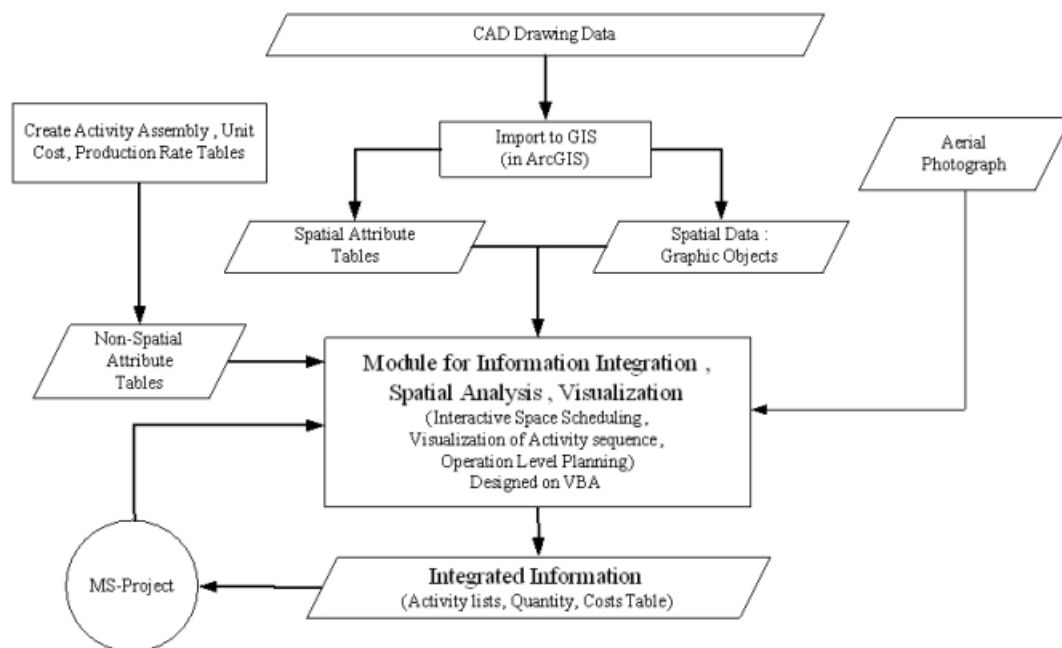 CAD Drawing Data
Create Activity Assembly , Unit
Cost, Production Rate Tables
Import to GIS
(in ArcGIS)
Aerial
Photograph
Spatial Attribute
Tables
Spatial Data :
Graphic Objects
Non-Spatial
Attribute
Tables
Module for Information Integration ,
Spatial Analysis , Visualization
(Interactive Space Scheduling ,
Visualization of Activity sequence ,
Operation Level Planning)
Designed on VBA
MS-Project
Integrated Information
(Activity lists, Quantity, Costs Table)